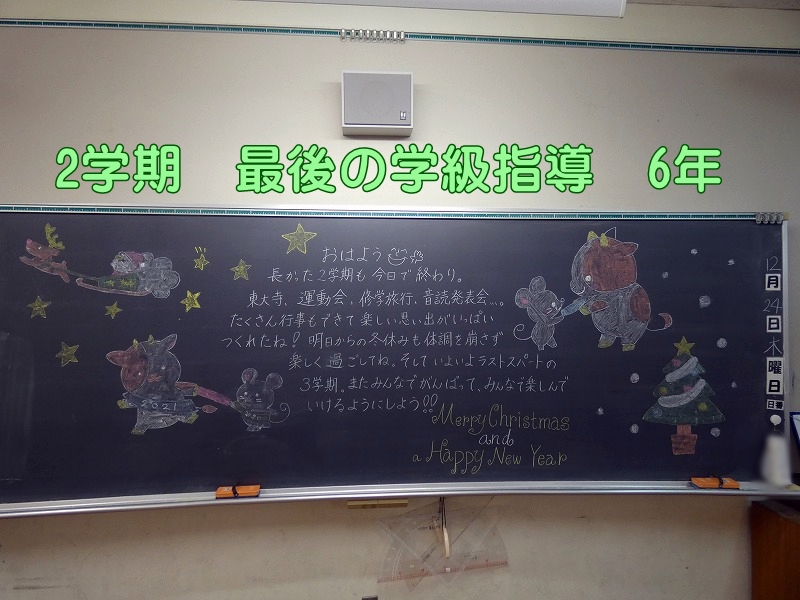 2学期　最後の学級指導　6年
おはよう
長かった2学期も今日で終わり。
東大寺、運動会、修学旅行、音読発表会…。
たくさん行事もできて楽しい思い出がいっぱい
つくれたね！明日からの冬休みも体調を崩さず
楽しく過ごしてね。そしていよいよラストスパートの
3学期。またみんなでがんばって、みんなで楽しんで
いけるようにしよう!!
Merry Christmas
and
a Happy New Year
2021
12
月
24
日
木
曜
日
日番